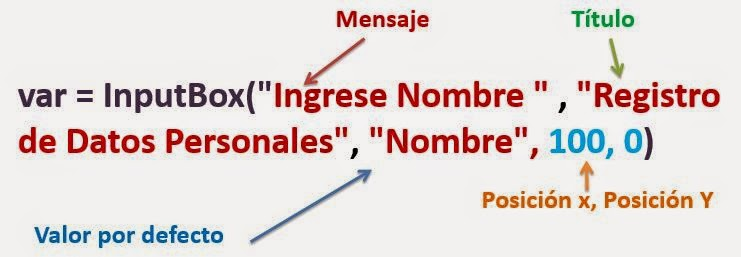 Mensaje Título
var = InputBox("Ingrese Nombre " , "Registro
de Datos Personales", "Nombre", 100, 0)
Posición x, Posición Y
Valor por defecto